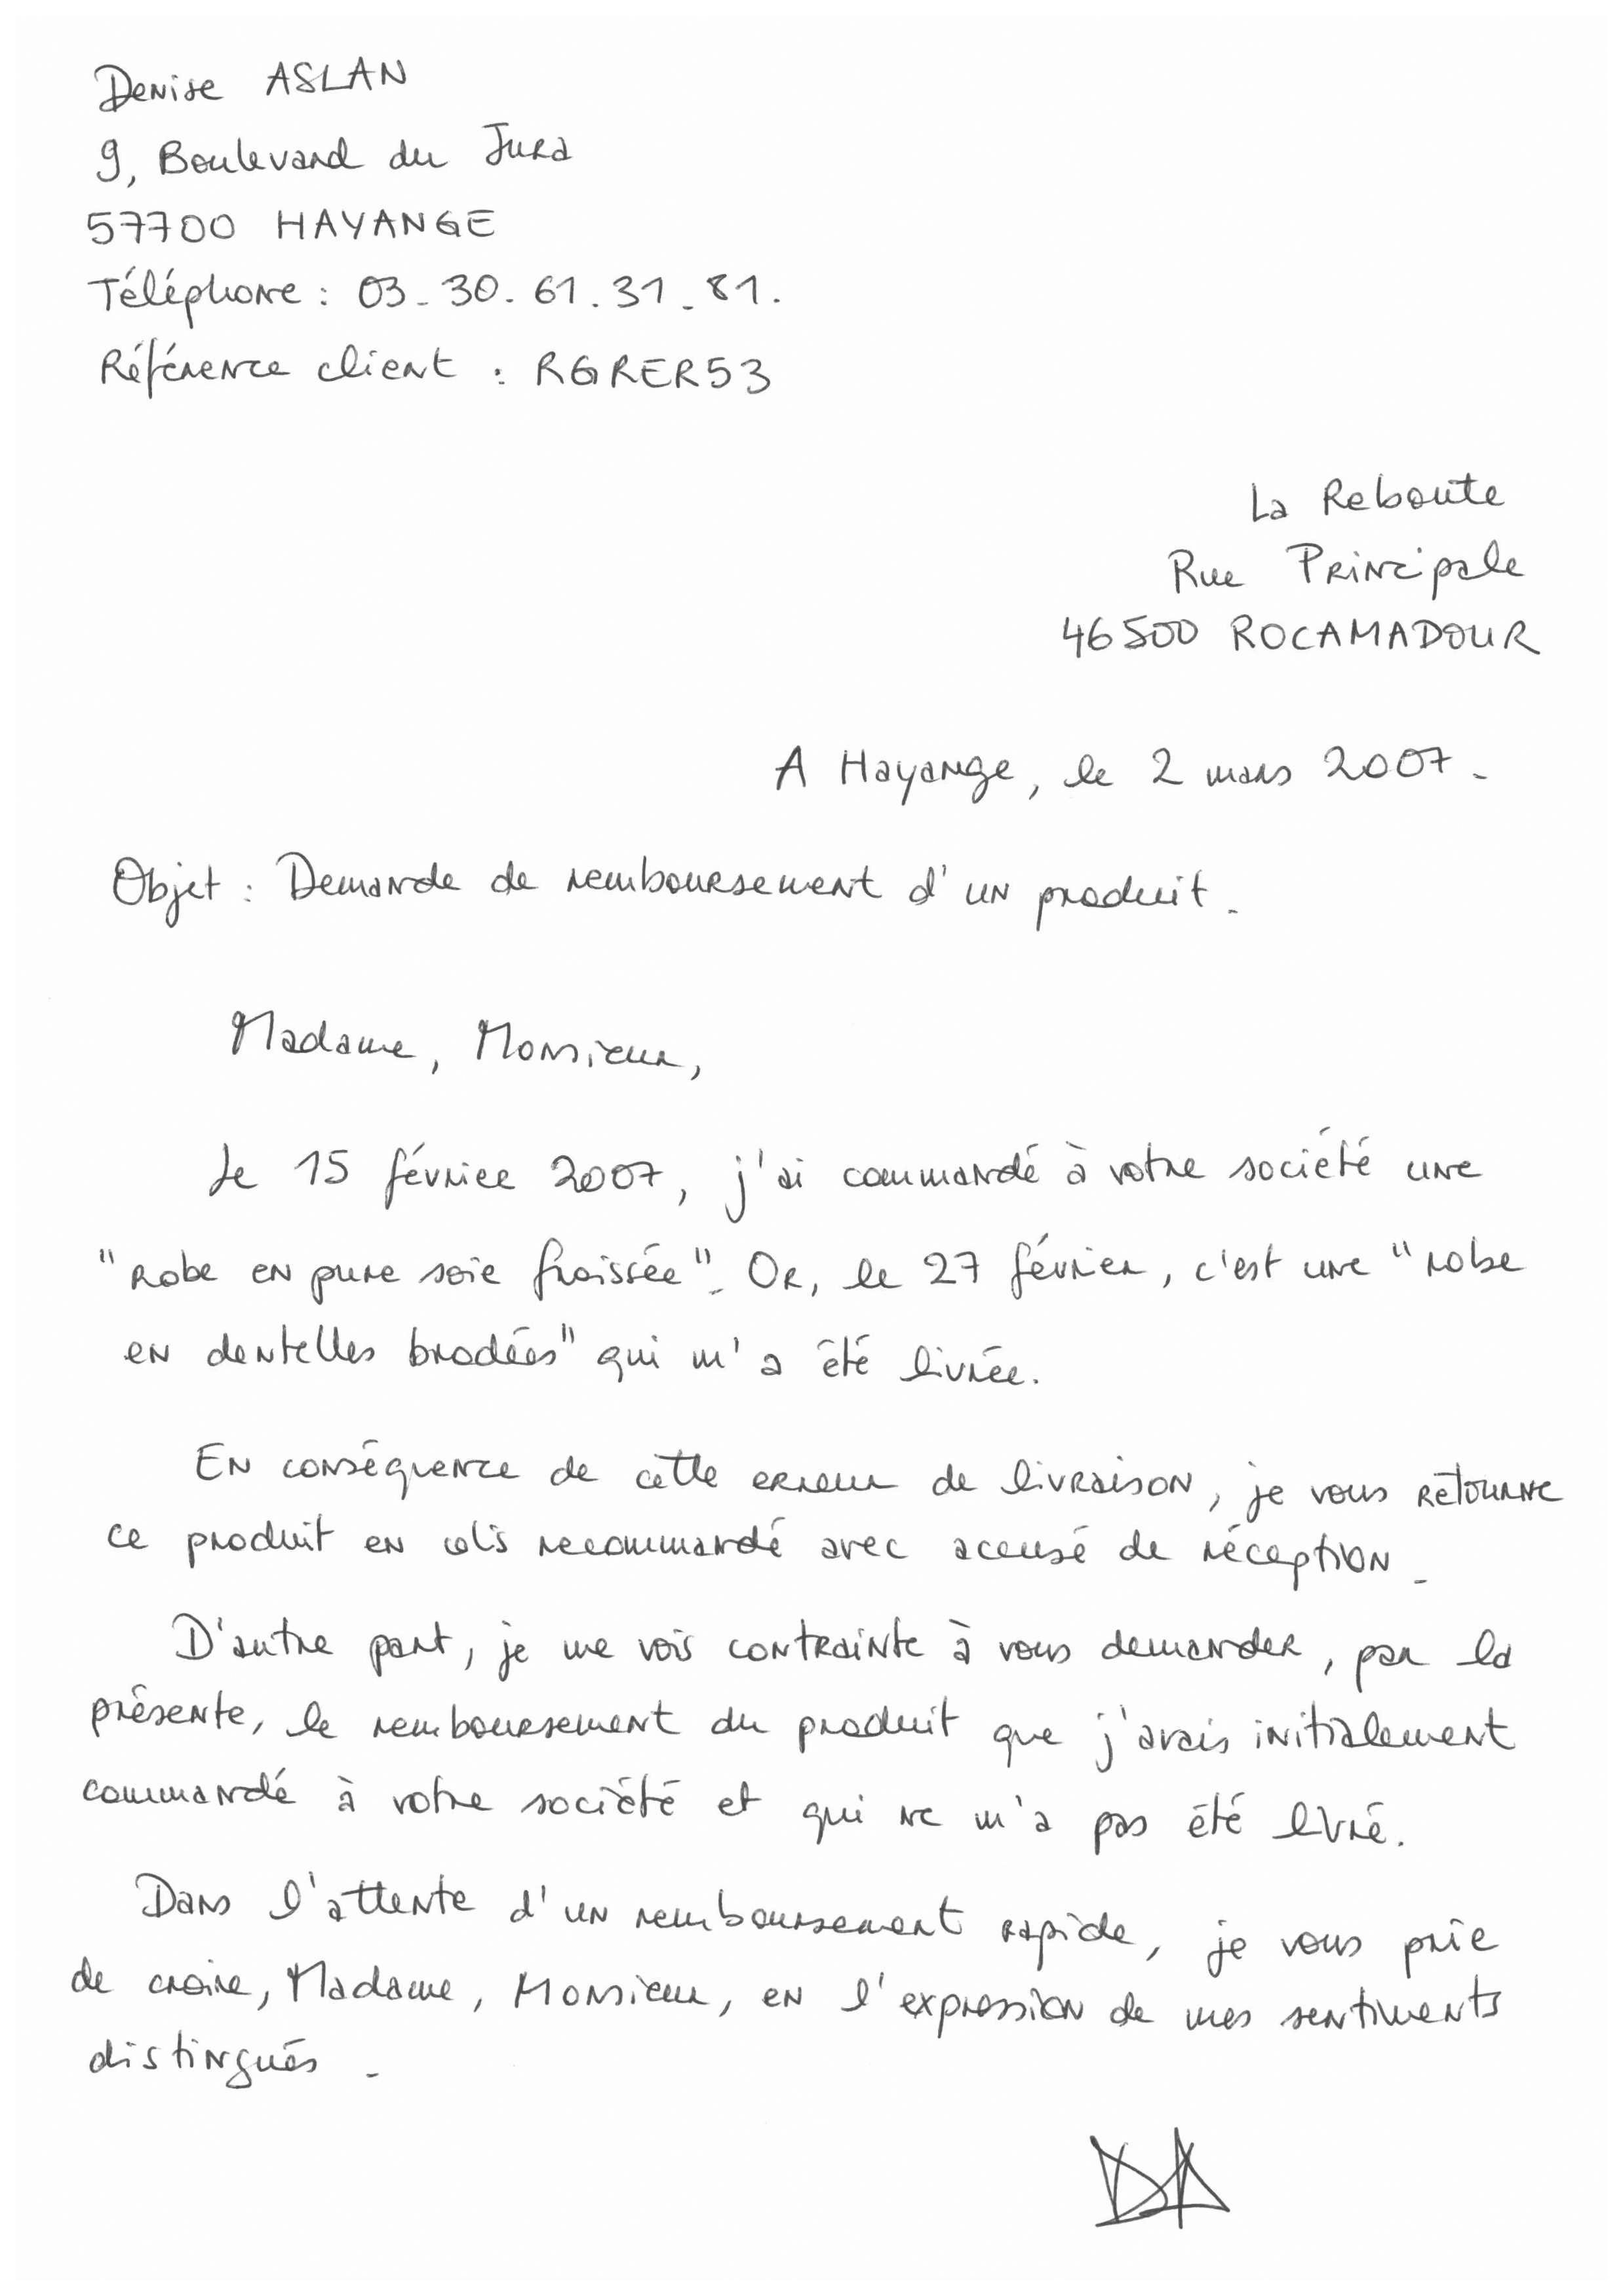 Denise ASLAN
9, Boulevard du Jura
57700 HAYANGE
Téléphone : 03.30.61.31.81.
Référence client : RGRER53
La Reboute
Rue Principale
46500 ROCAMADOUR
A Hayange, le 2 mars 2007.
Objet : Demande de remboursement d'un produit.
Madame, Monsieur,
Le 15 février 2007, j'ai commandé à votre société une
"robe en pure soie froissée". Or, le 27 février, c'est une "robe
en dentelles brodées" qui m'a été livrée.
En conséquence de cette erreur de livraison, je vous retourne
ce produit en colis recommandé avec accusé de réception.
D'autre part, je me vois contrainte à vous demander, par la
présente, le remboursement du produit que j'avais initialement
commandé à votre société et qui ne m'a pas été livré.
Dans l'attente d'un remboursement rapide, je vous prie
de croire, Madame, Monsieur, en l'expression de mes sentiments
distingués.
DA